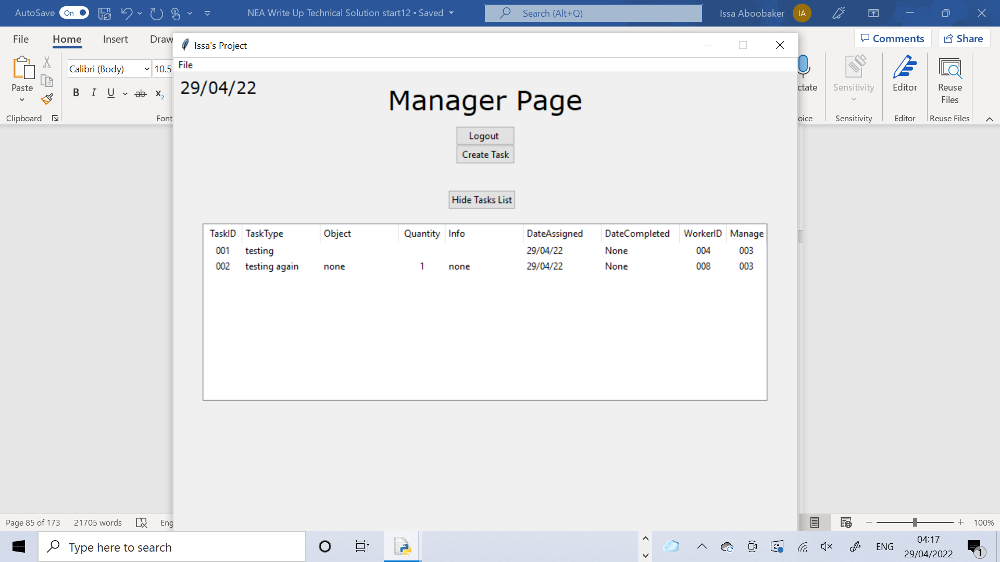 AutoSave On NEA Write Up Technical Solution start12 • Saved Search (Alt+Q) Issa Aboobaker IA
File Home Insert Draw Comments Share
Issa's Project
File
Calibri (Body) 10.5
Paste B I U ab x2 Editor Reuse Files
Sensitivity
Clipboard Font Sensitivity Editor Reuse Files
29/04/22
Manager Page
Logout
Create Task
Hide Tasks List
TaskID TaskType Object Quantity Info DateAssigned DateCompleted WorkerID Manage
001 testing 29/04/22 None 004 003
002 testing again none 1 none 29/04/22 None 008 003
Page 85 of 173 21705 words Eng 100%
Type here to search ENG 04:17
29/04/2022 1